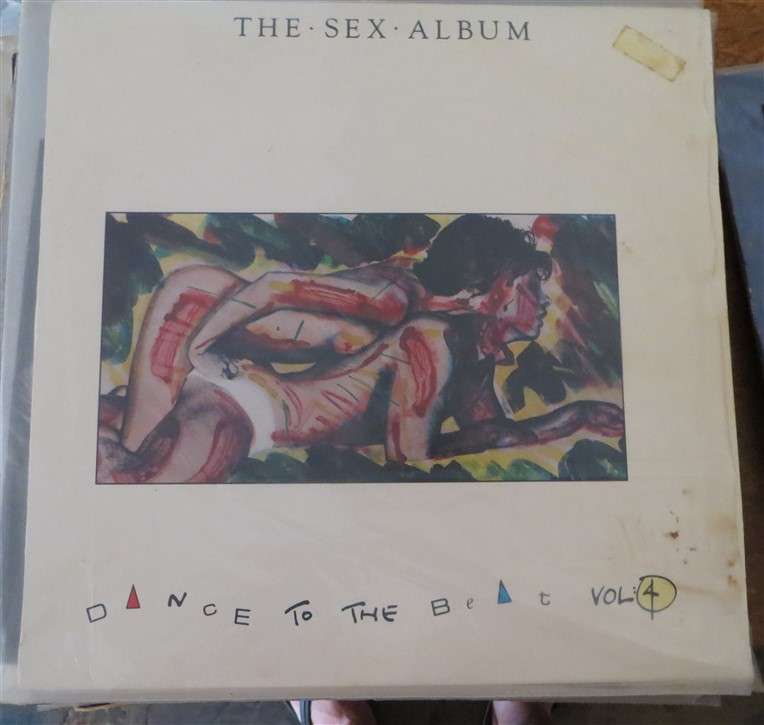 THE · SEX · ALBUM
DANCE TO THE BeAt VOL: 4